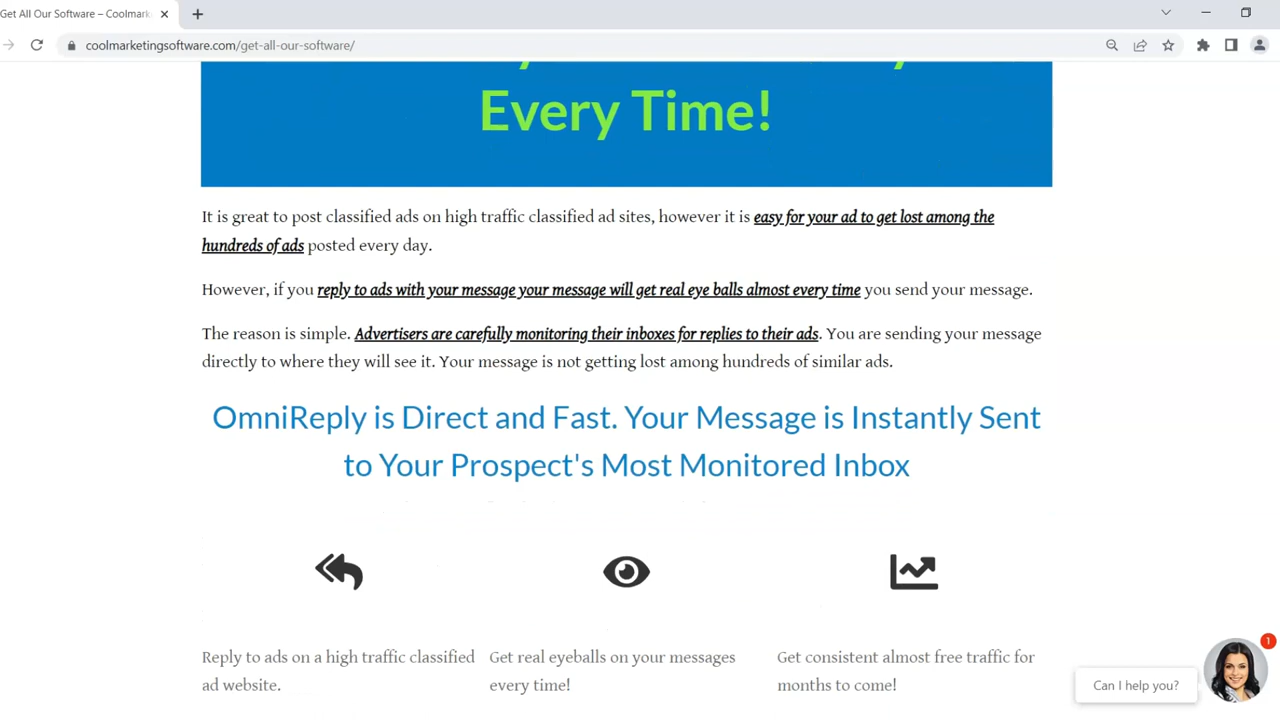 Get All Our Software – Coolmark
coolmarketingsoftware.com/get-all-our-software/
Every Time!
It is great to post classified ads on high traffic classified ad sites, however it is easy for your ad to get lost among the
hundreds of ads posted every day.
However, if you reply to ads with your message your message will get real eye balls almost every time you send your message.
The reason is simple. Advertisers are carefully monitoring their inboxes for replies to their ads. You are sending your message
directly to where they will see it. Your message is not getting lost among hundreds of similar ads.
OmniReply is Direct and Fast. Your Message is Instantly Sent
to Your Prospect's Most Monitored Inbox
Reply to ads on a high traffic classified
ad website.
Get real eyeballs on your messages
every time!
Get consistent almost free traffic for
months to come!
1
Can I help you?